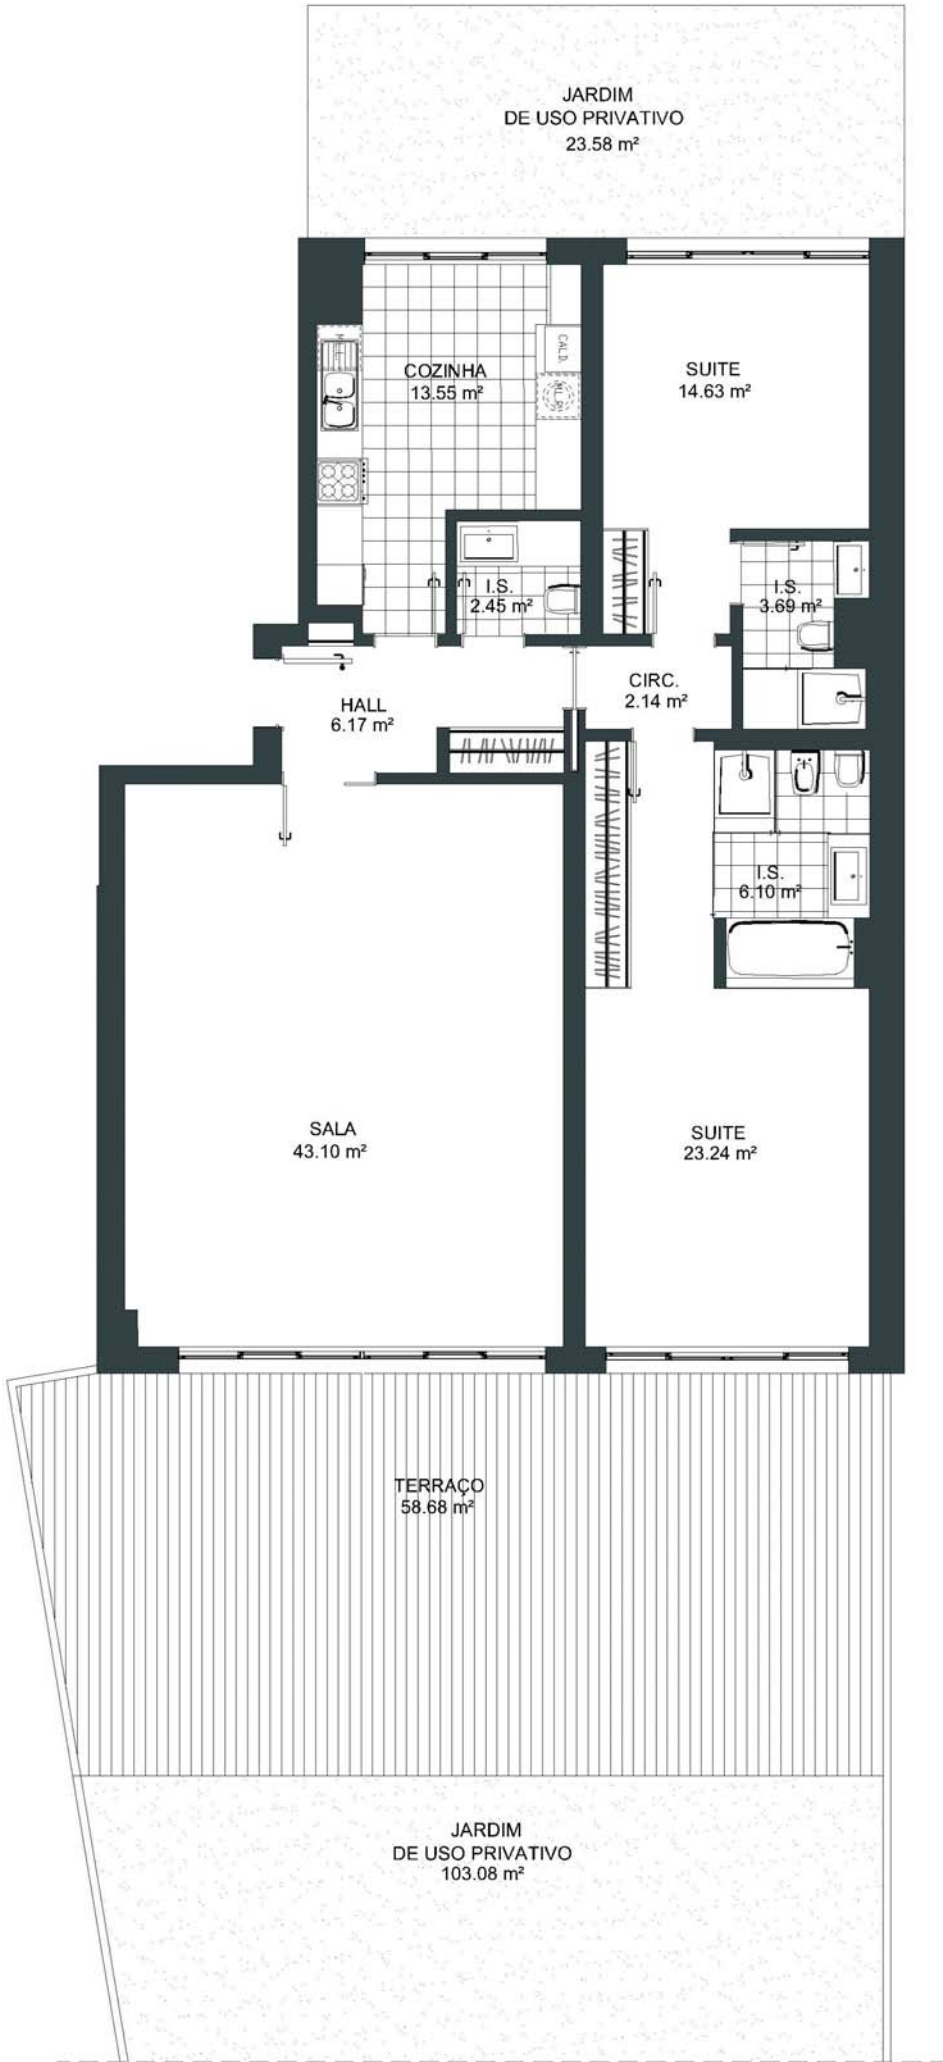 JARDIM
DE USO PRIVATIVO
23.58 m²
COZINHA
13.55 m²
CALD.
SUITE
14.63 m²
I.S.
2.45 m²
I.S.
3.69 m²
HALL
6.17 m²
CIRC.
2.14 m²
I.S.
6.10 m²
SALA
43.10 m²
SUITE
23.24 m²
TERRAÇO
58.68 m²
JARDIM
DE USO PRIVATIVO
103.08 m²